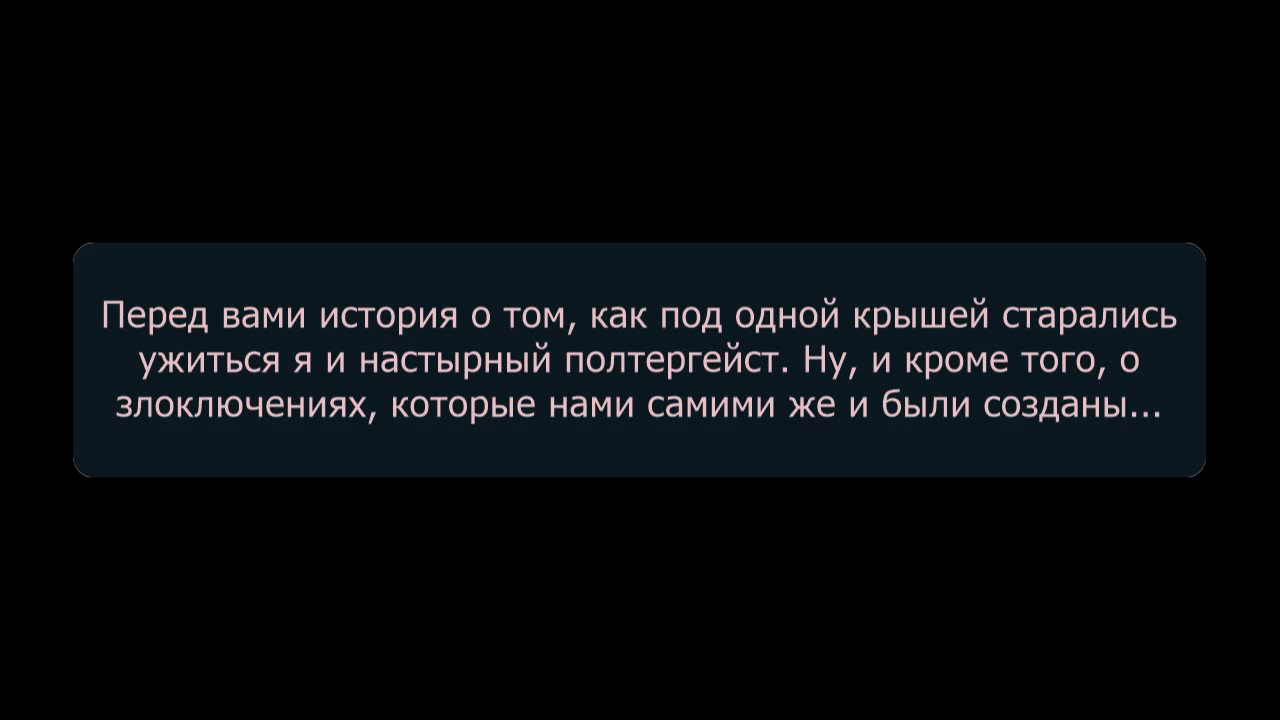 Перед вами история о том, как под одной крышей старались
ужиться я и настырный полтергейст. Ну, и кроме того, о
злоключениях, которые нами самими же и были созданы...